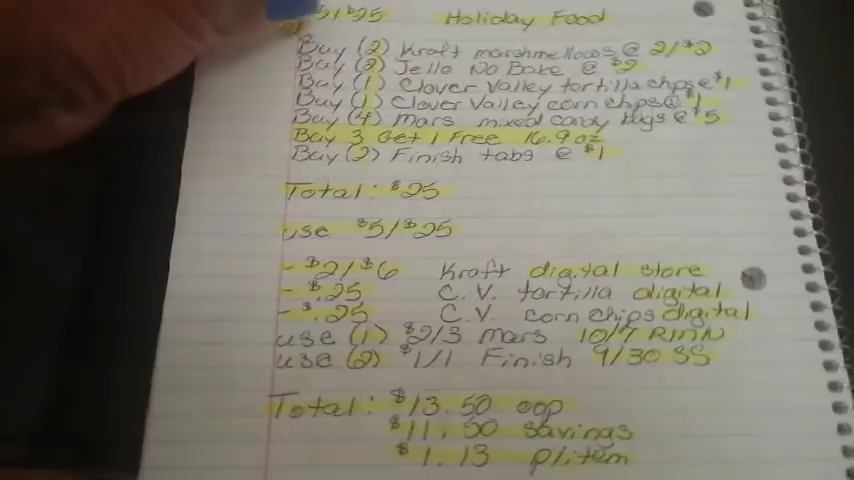 $5/$25 Holiday Food
Buy (2) Kraft marshmellows @ 2/$2
Buy (2) Jello No Bake @ $2
Buy (1) Clover Valley tortilla chps @ $1
Buy (1) Clover Valley corn chps @ $1
Buy (4) Mars mixed candy bags @ $5
Buy 3 Get 1 Free 16.9 oz
Buy (2) Finish tabs @ $1
Total: $25
use $5/$25
- $2/$6 Kraft digital store
- $.25 C.V. tortilla digital
- $.25 C.V. corn chips digital
use (1) $2/3 Mars 10/7 RMN
use (2) $1/1 Finish 9/30 SS
Total: $13.50 oop
$11.50 savings
$1.13 p/item